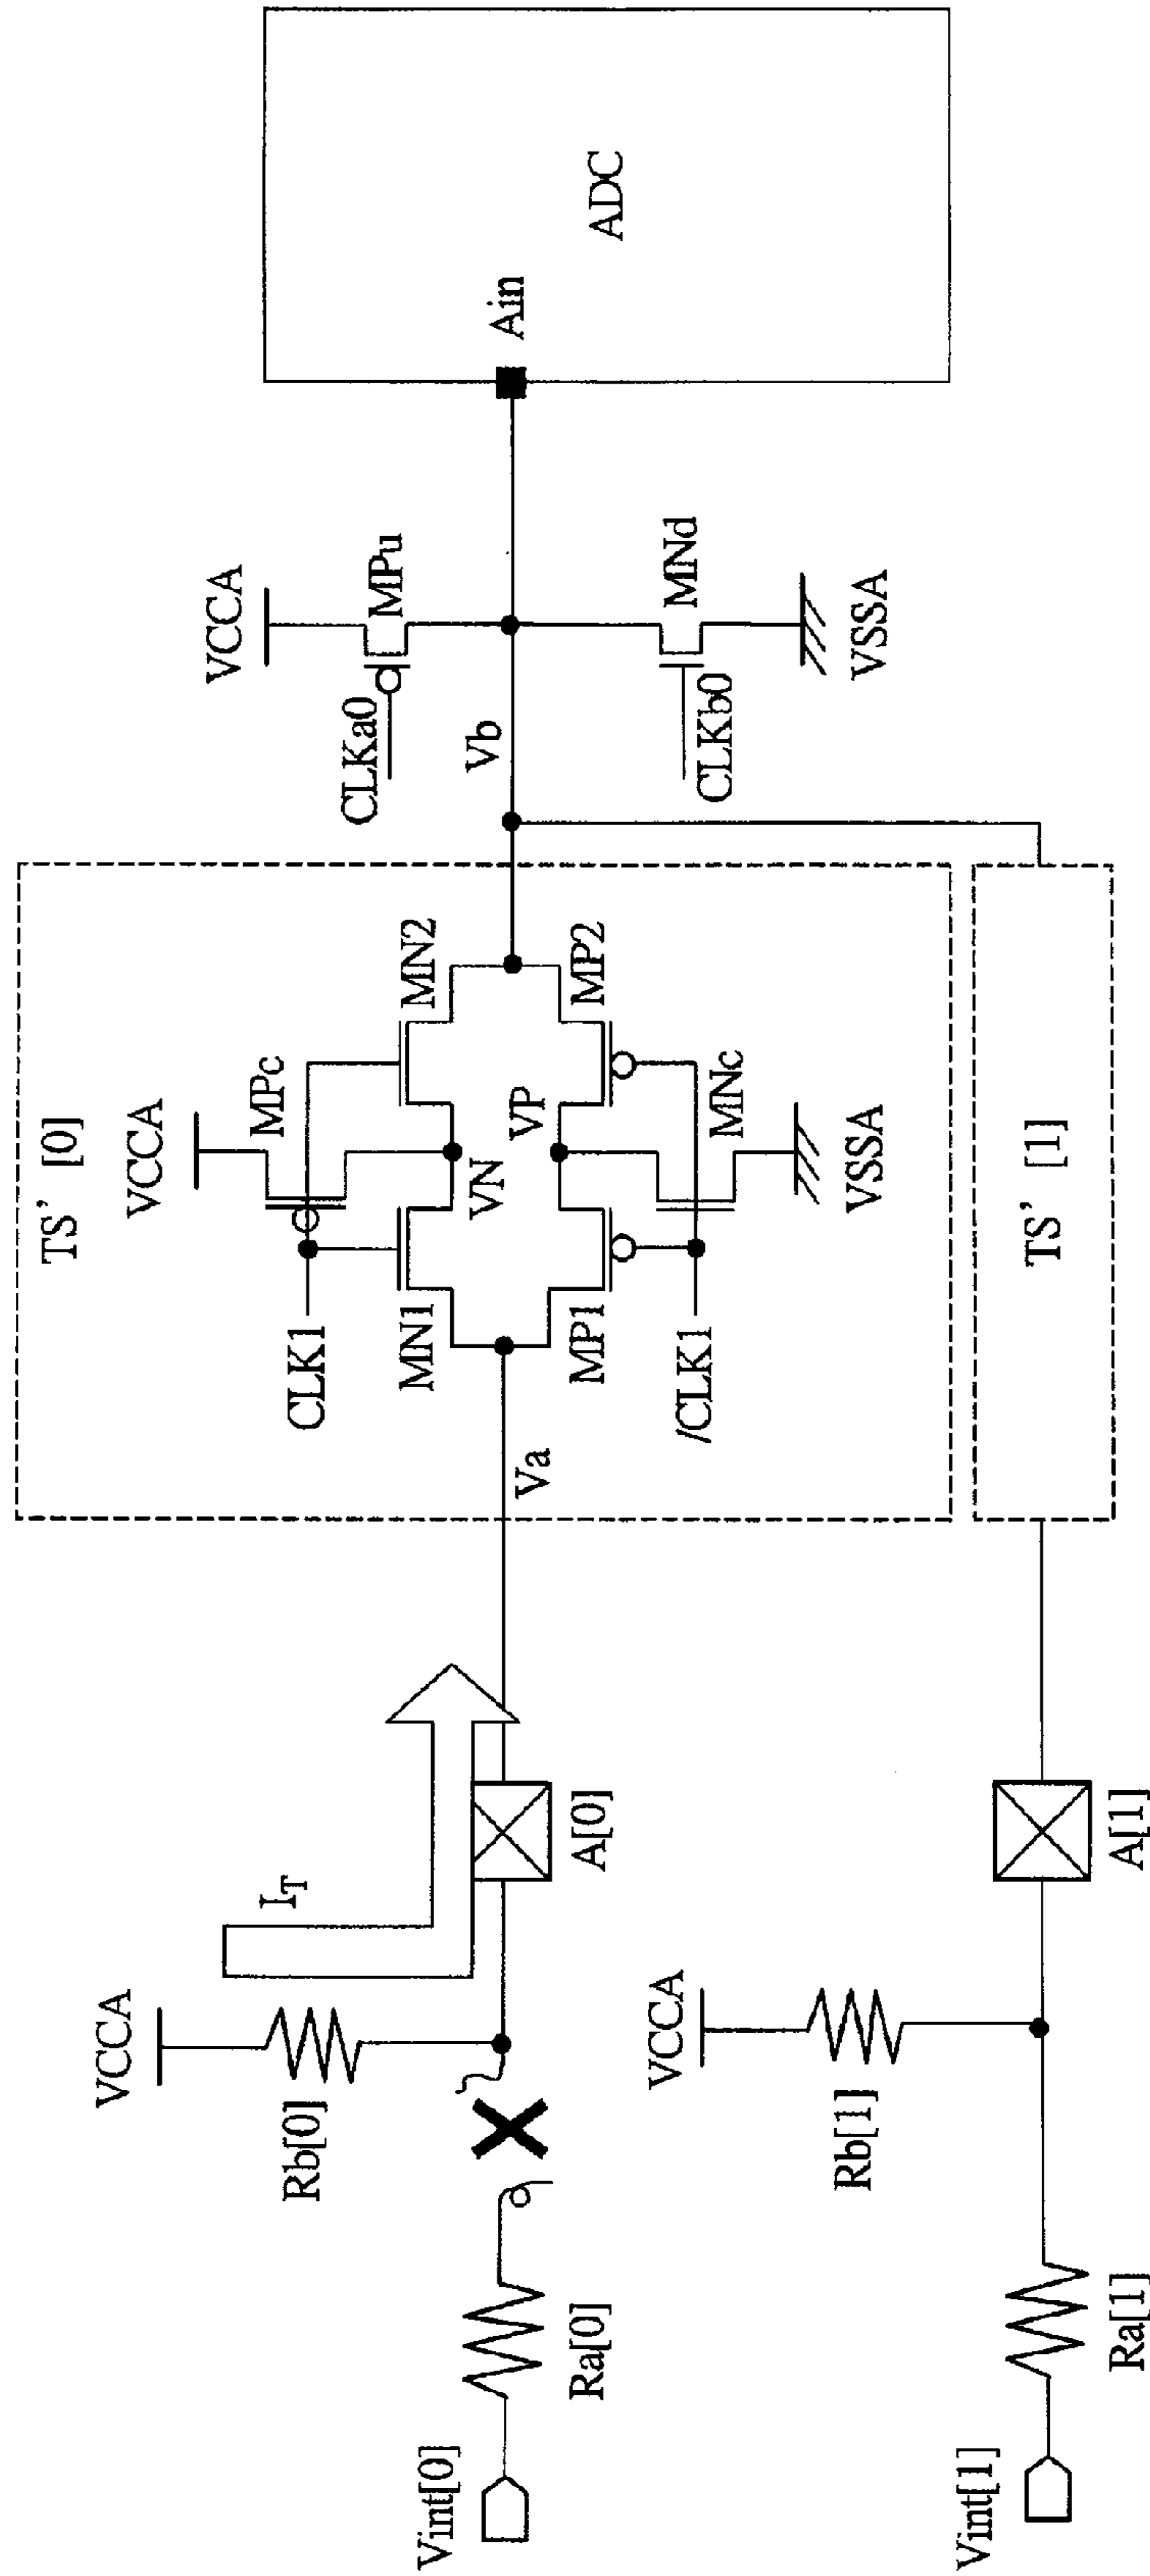 TS' [0]
VCCA
MPc
CLK1
MN1
MN2
VN
VP
MP1
MP2
/CLK1
MNc
VSSA
Va
Vb
VCCA
MPu
CLKa0
CLKb0
MNd
VSSA
Ain
ADC
VCCA
Rb[0]
IT
Vint[0]
Ra[0]
A[0]
VCCA
Rb[1]
Vint[1]
Ra[1]
A[1]
TS' [1]